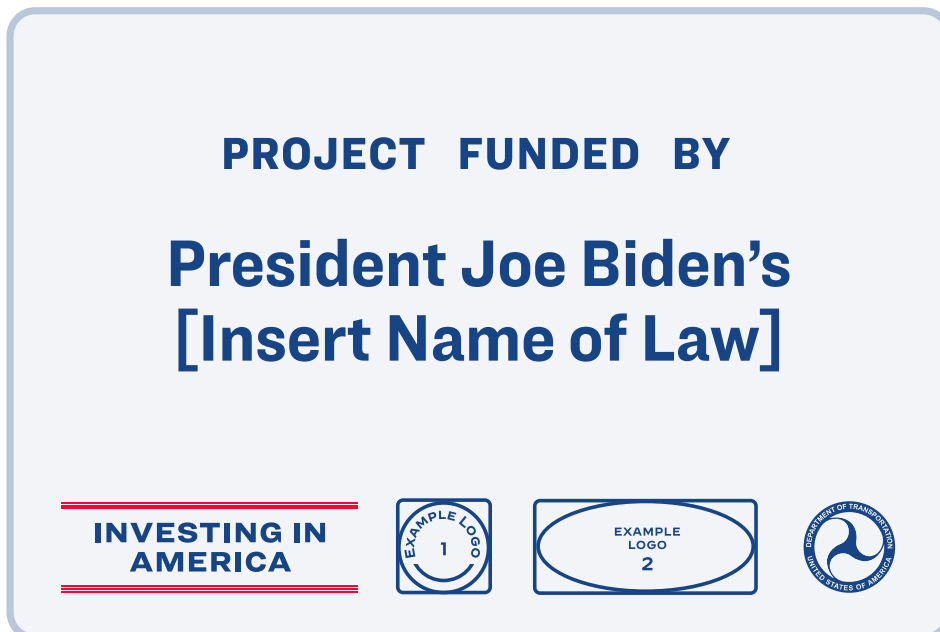 PROJECT FUNDED BY
President Joe Biden’s
[Insert Name of Law]
INVESTING IN
AMERICA
EXAMPLE LOGO
1
EXAMPLE
LOGO
2
DEPARTMENT OF TRANSPORTATION
UNITED STATES OF AMERICA